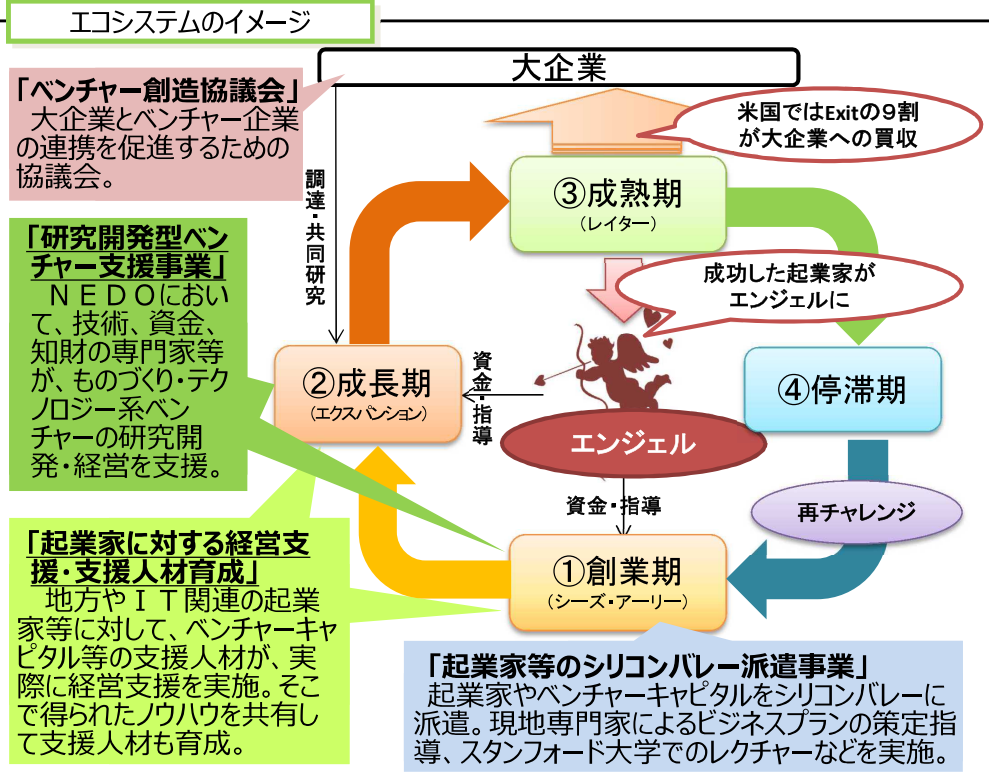 エコシステムのイメージ
大企業
「ベンチャー創造協議会」
大企業とベンチャー企業
の連携を促進するための
協議会。
米国ではExitの9割
が大企業への買収
調達・共同研究
③成熟期
(レイター)
「研究開発型ベン
チャー支援事業」
NEDOにおい
て、技術、資金、
知財の専門家等
が、ものづくり・テク
ノロジー系ベン
チャーの研究開
発・経営を支援。
成功した起業家が
エンジェルに
②成長期
(エクスパンション)
資金・指導
④停滞期
エンジェル
資金・指導
再チャレンジ
「起業家に対する経営支
援・支援人材育成」
地方やIT関連の起業
家等に対して、ベンチャーキャ
ピタル等の支援人材が、実
際に経営支援を実施。そこ
で得られたノウハウを共有し
て支援人材も育成。
①創業期
(シーズ・アーリー)
「起業家等のシリコンバレー派遣事業」
起業家やベンチャーキャピタルをシリコンバレーに
派遣。現地専門家によるビジネスプランの策定指
導、スタンフォード大学でのレクチャーなどを実施。